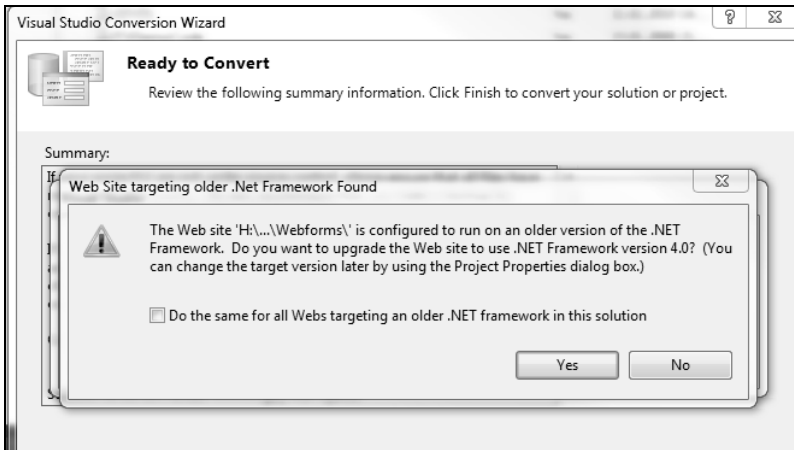 Visual Studio Conversion Wizard
Ready to Convert
Review the following summary information. Click Finish to convert your solution or project.
Summary:
Web Site targeting older .Net Framework Found
The Web site 'H:\...\Webforms\' is configured to run on an older version of the .NET
Framework.  Do you want to upgrade the Web site to use .NET Framework version 4.0?  (You
can change the target version later by using the Project Properties dialog box.)
Do the same for all Webs targeting an older .NET framework in this solution
Yes
No